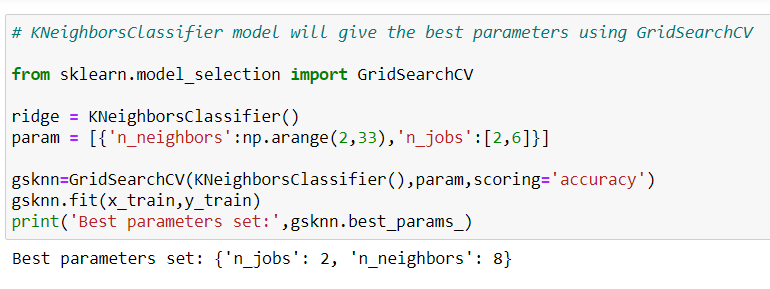 # KNeighborsClassifier model will give the best parameters using GridSearchCV
from sklearn.model_selection import GridSearchCV
ridge = KNeighborsClassifier()
param = [{'n_neighbors':np.arange(2,33),'n_jobs':[2,6]}]
gsknn=GridSearchCV(KNeighborsClassifier(),param,scoring='accuracy')
gsknn.fit(x_train,y_train)
print('Best parameters set:',gsknn.best_params_)
Best parameters set: {'n_jobs': 2, 'n_neighbors': 8}